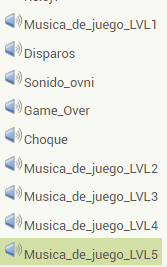 Musica_de_juego_LVL1
Disparos
Sonido_ovni
Game_Over
Choque
Musica_de_juego_LVL2
Musica_de_juego_LVL3
Musica_de_juego_LVL4
Musica_de_juego_LVL5